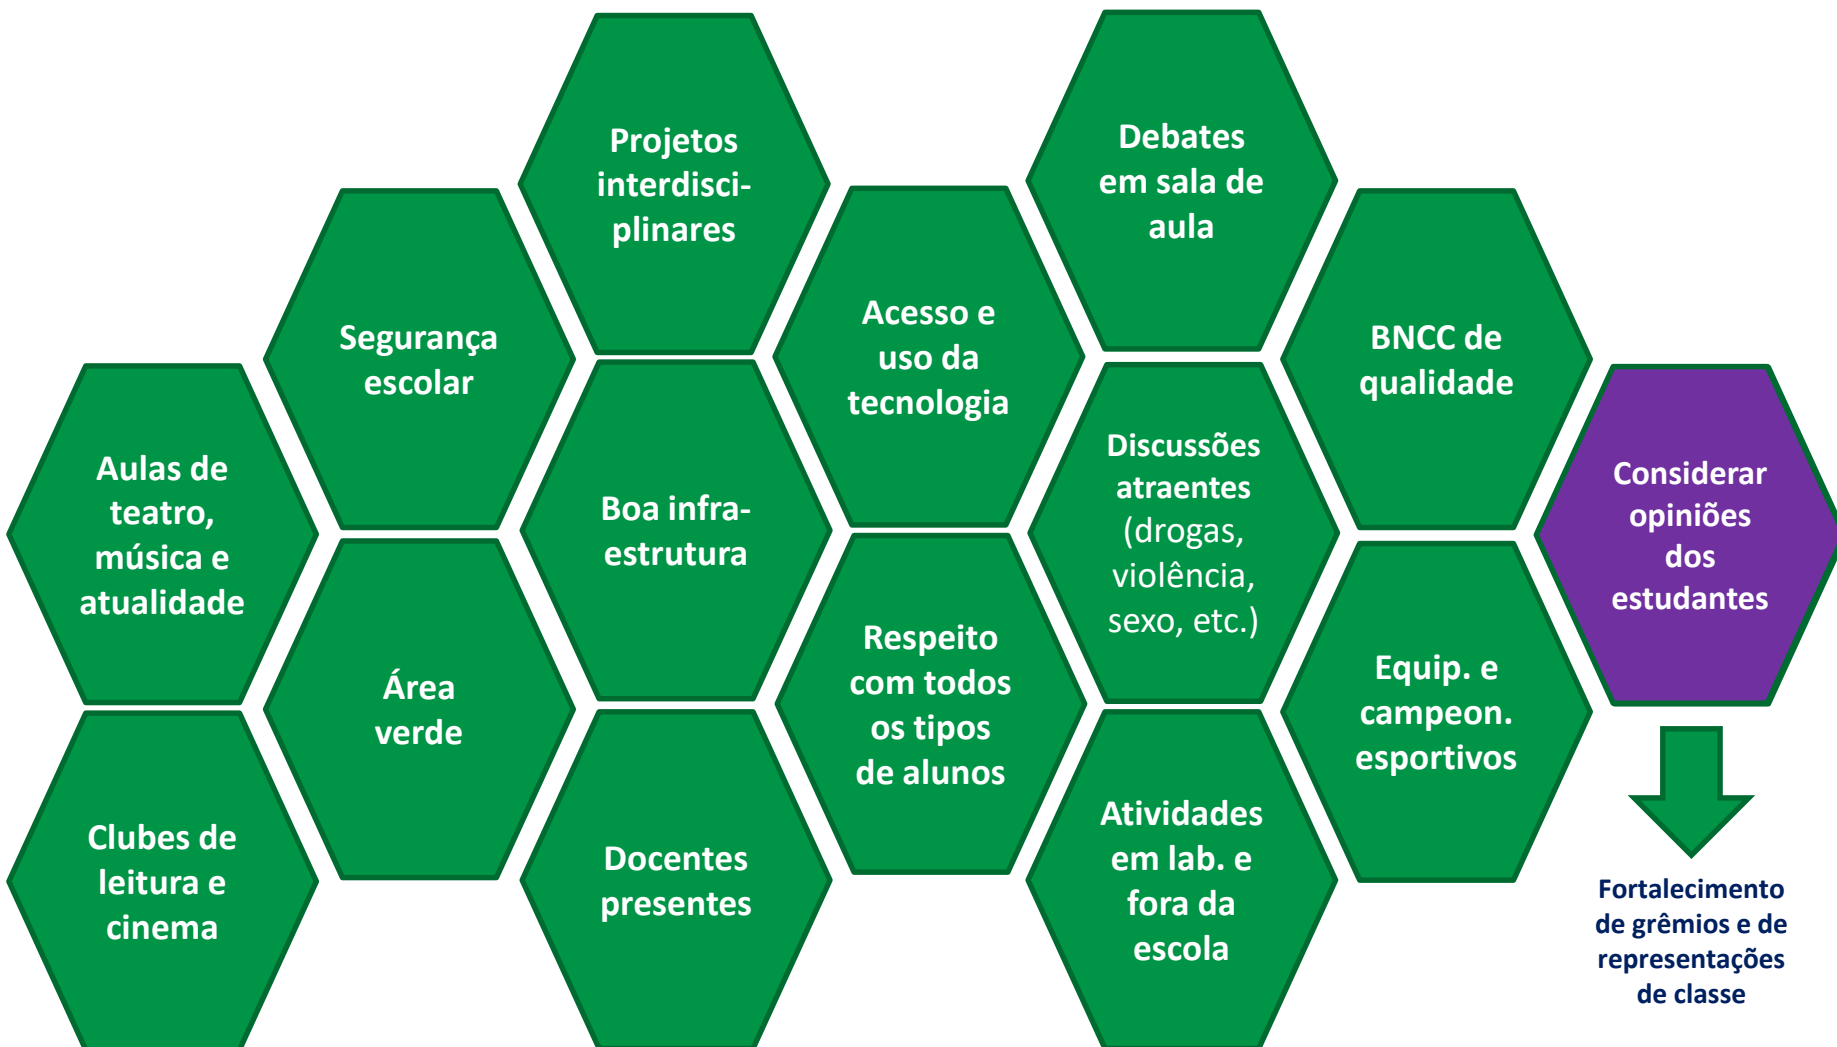 Projetos
interdisci-
plinares
Debates
em sala de
aula
Segurança
escolar
Acesso e
uso da
tecnologia
BNCC de
qualidade
Aulas de
teatro,
música e
atualidade
Boa infra-
estrutura
Discussões
atraentes
(drogas,
violência,
sexo, etc.)
Considerar
opiniões
dos
estudantes
Área
verde
Respeito
com todos
os tipos
de alunos
Equip. e
campeon.
esportivos
Clubes de
leitura e
cinema
Docentes
presentes
Atividades
em lab. e
fora da
escola
Fortalecimento
de grêmios e de
representações
de classe